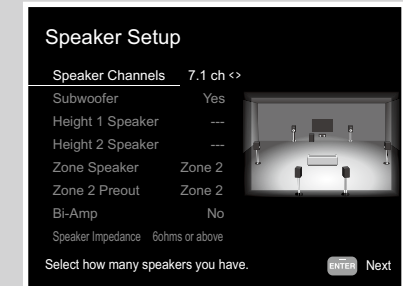 Speaker Setup
Speaker Channels 7.1 ch <>
Subwoofer Yes
Height 1 Speaker ---
Height 2 Speaker ---
Zone Speaker Zone 2
Zone 2 Preout Zone 2
Bi-Amp No
Speaker Impedance 6ohms or above
Select how many speakers you have. ENTER Next